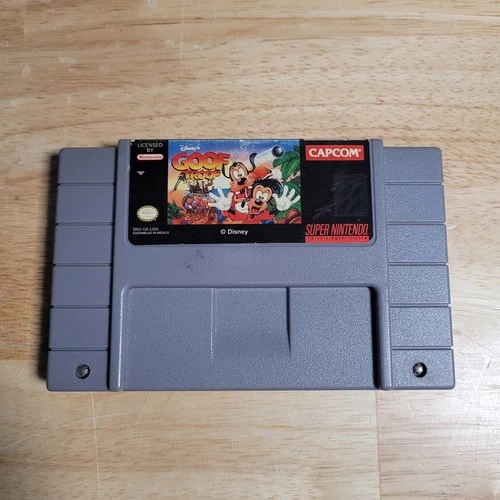 LICENSED
BY
Nintendo
Disney's
GOOF
TROOP
CAPCOM
SNS-G6-USA
ASSEMBLED IN MEXICO
© Disney
SUPER NINTENDO
ENTERTAINMENT SYSTEM